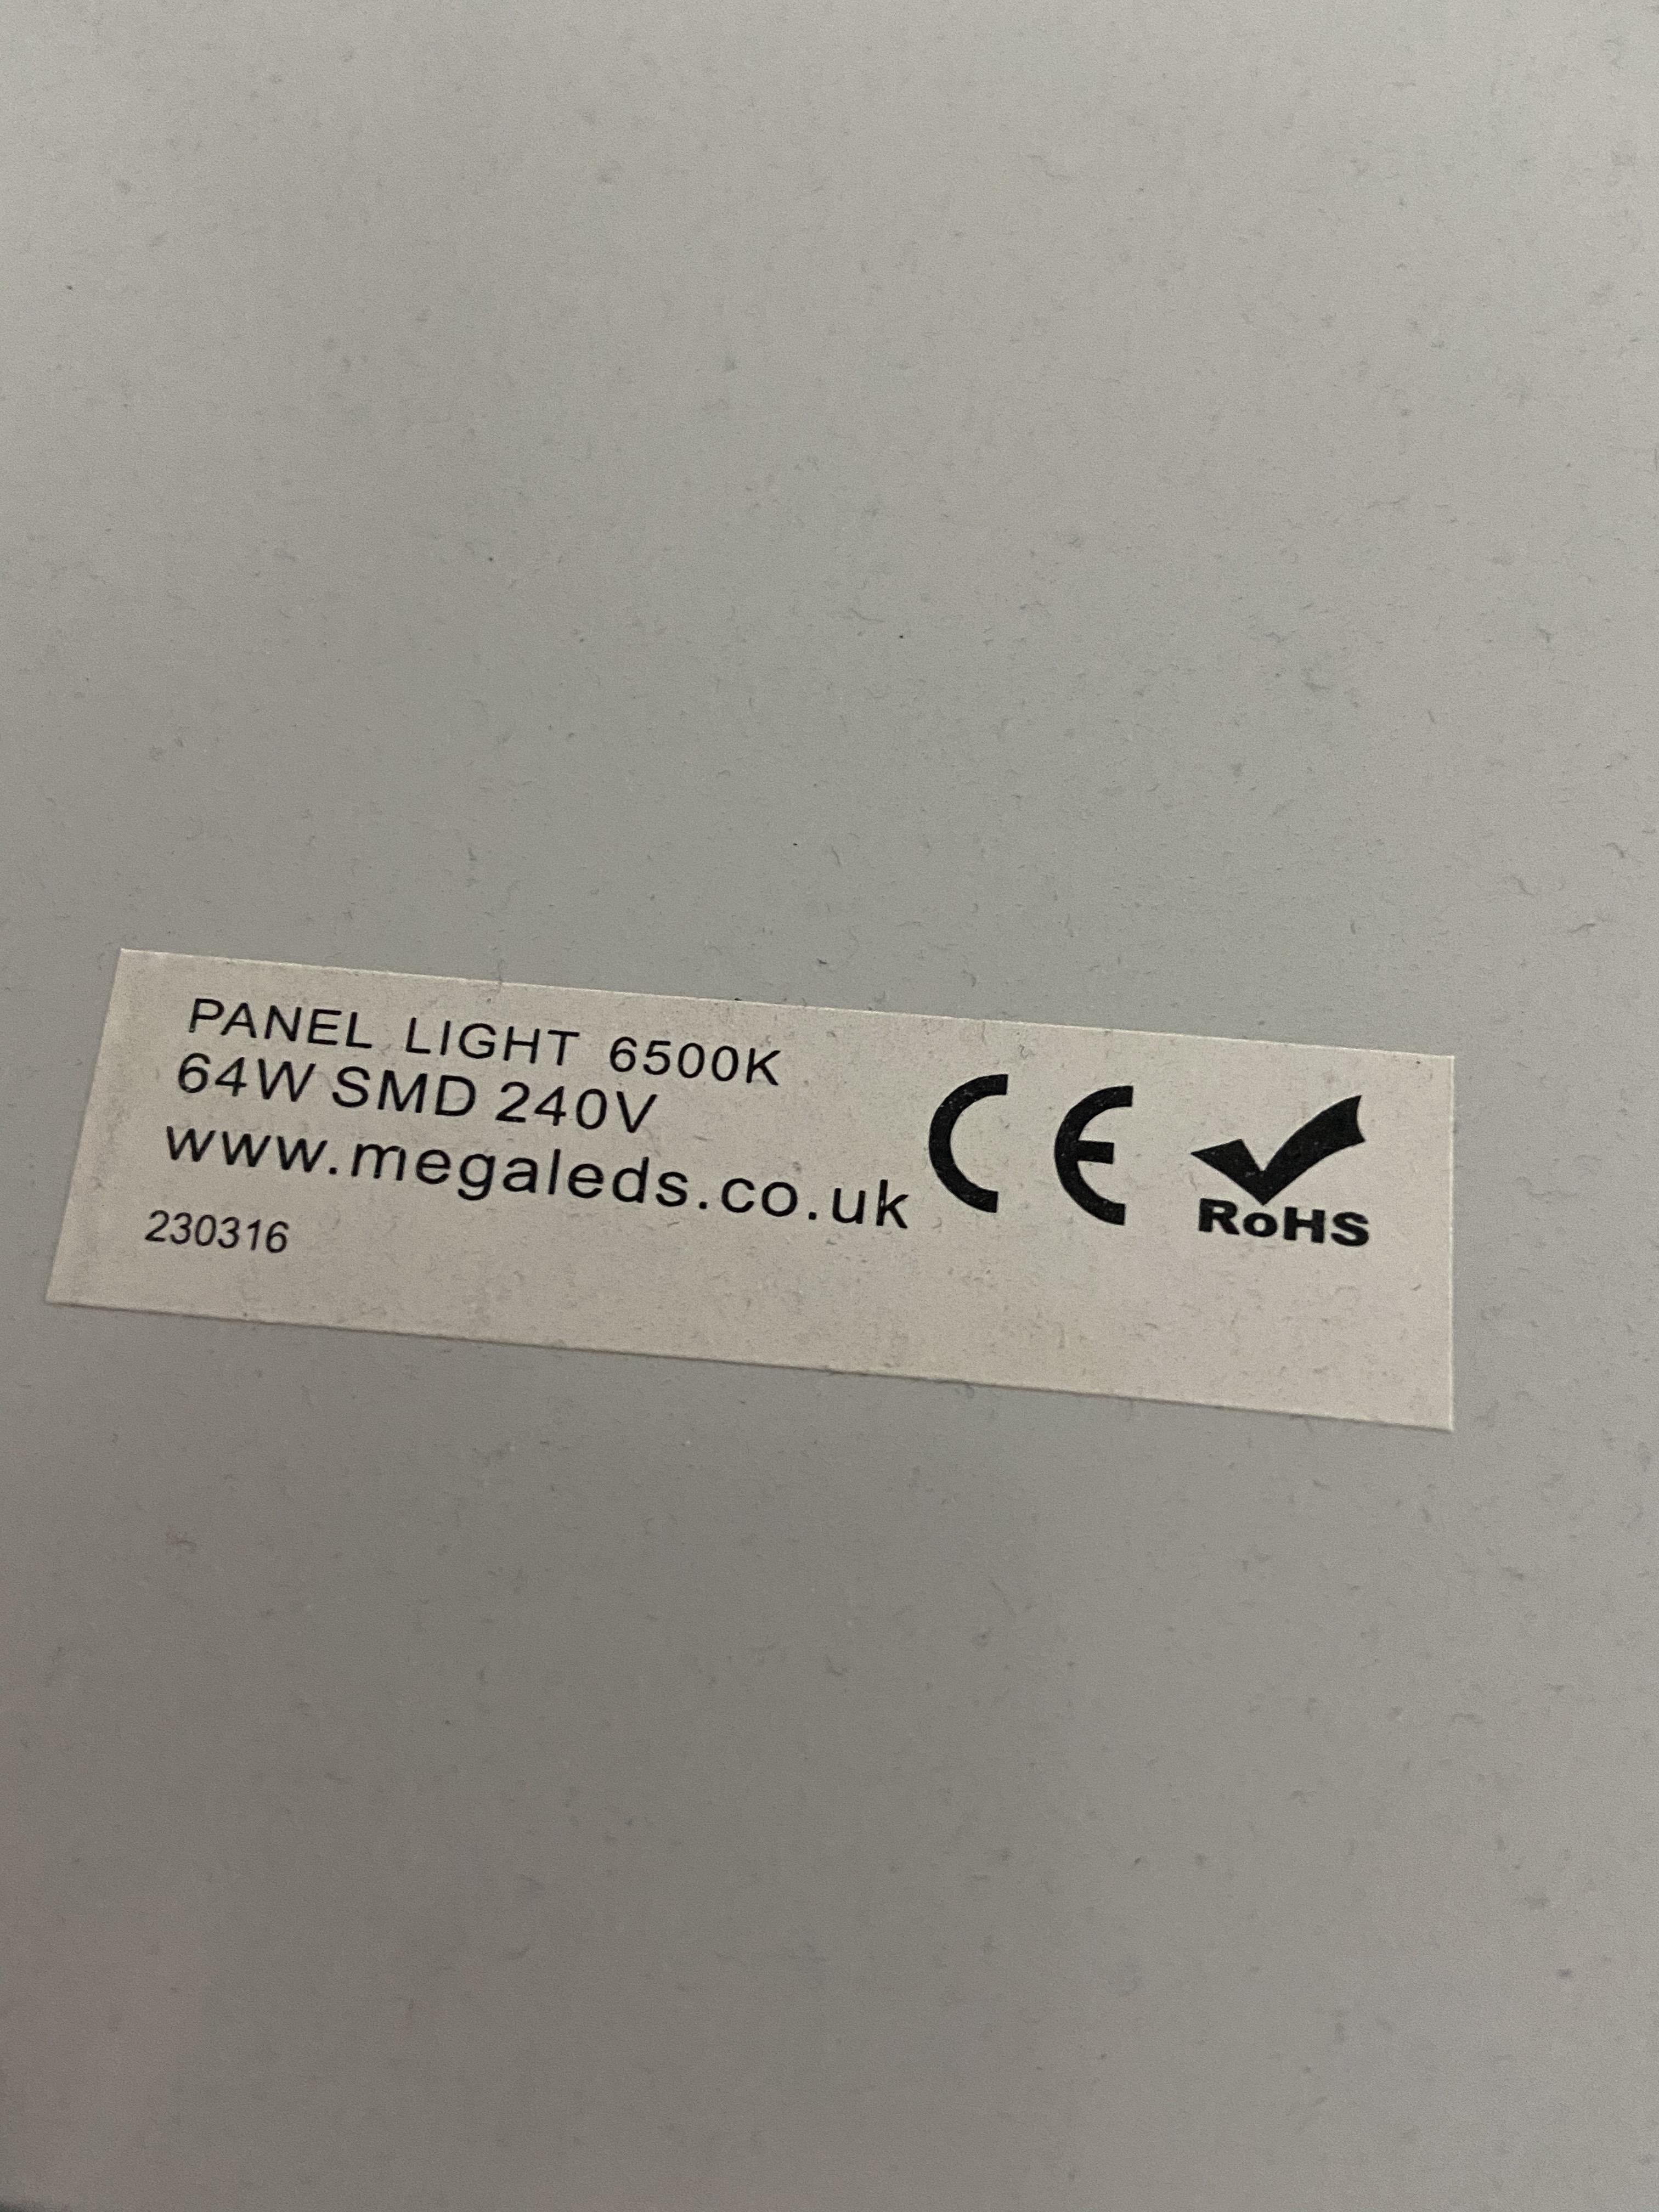 PANEL LIGHT 6500K
64W SMD 240V
www.megaleds.co.uk
230316
CE
RoHS